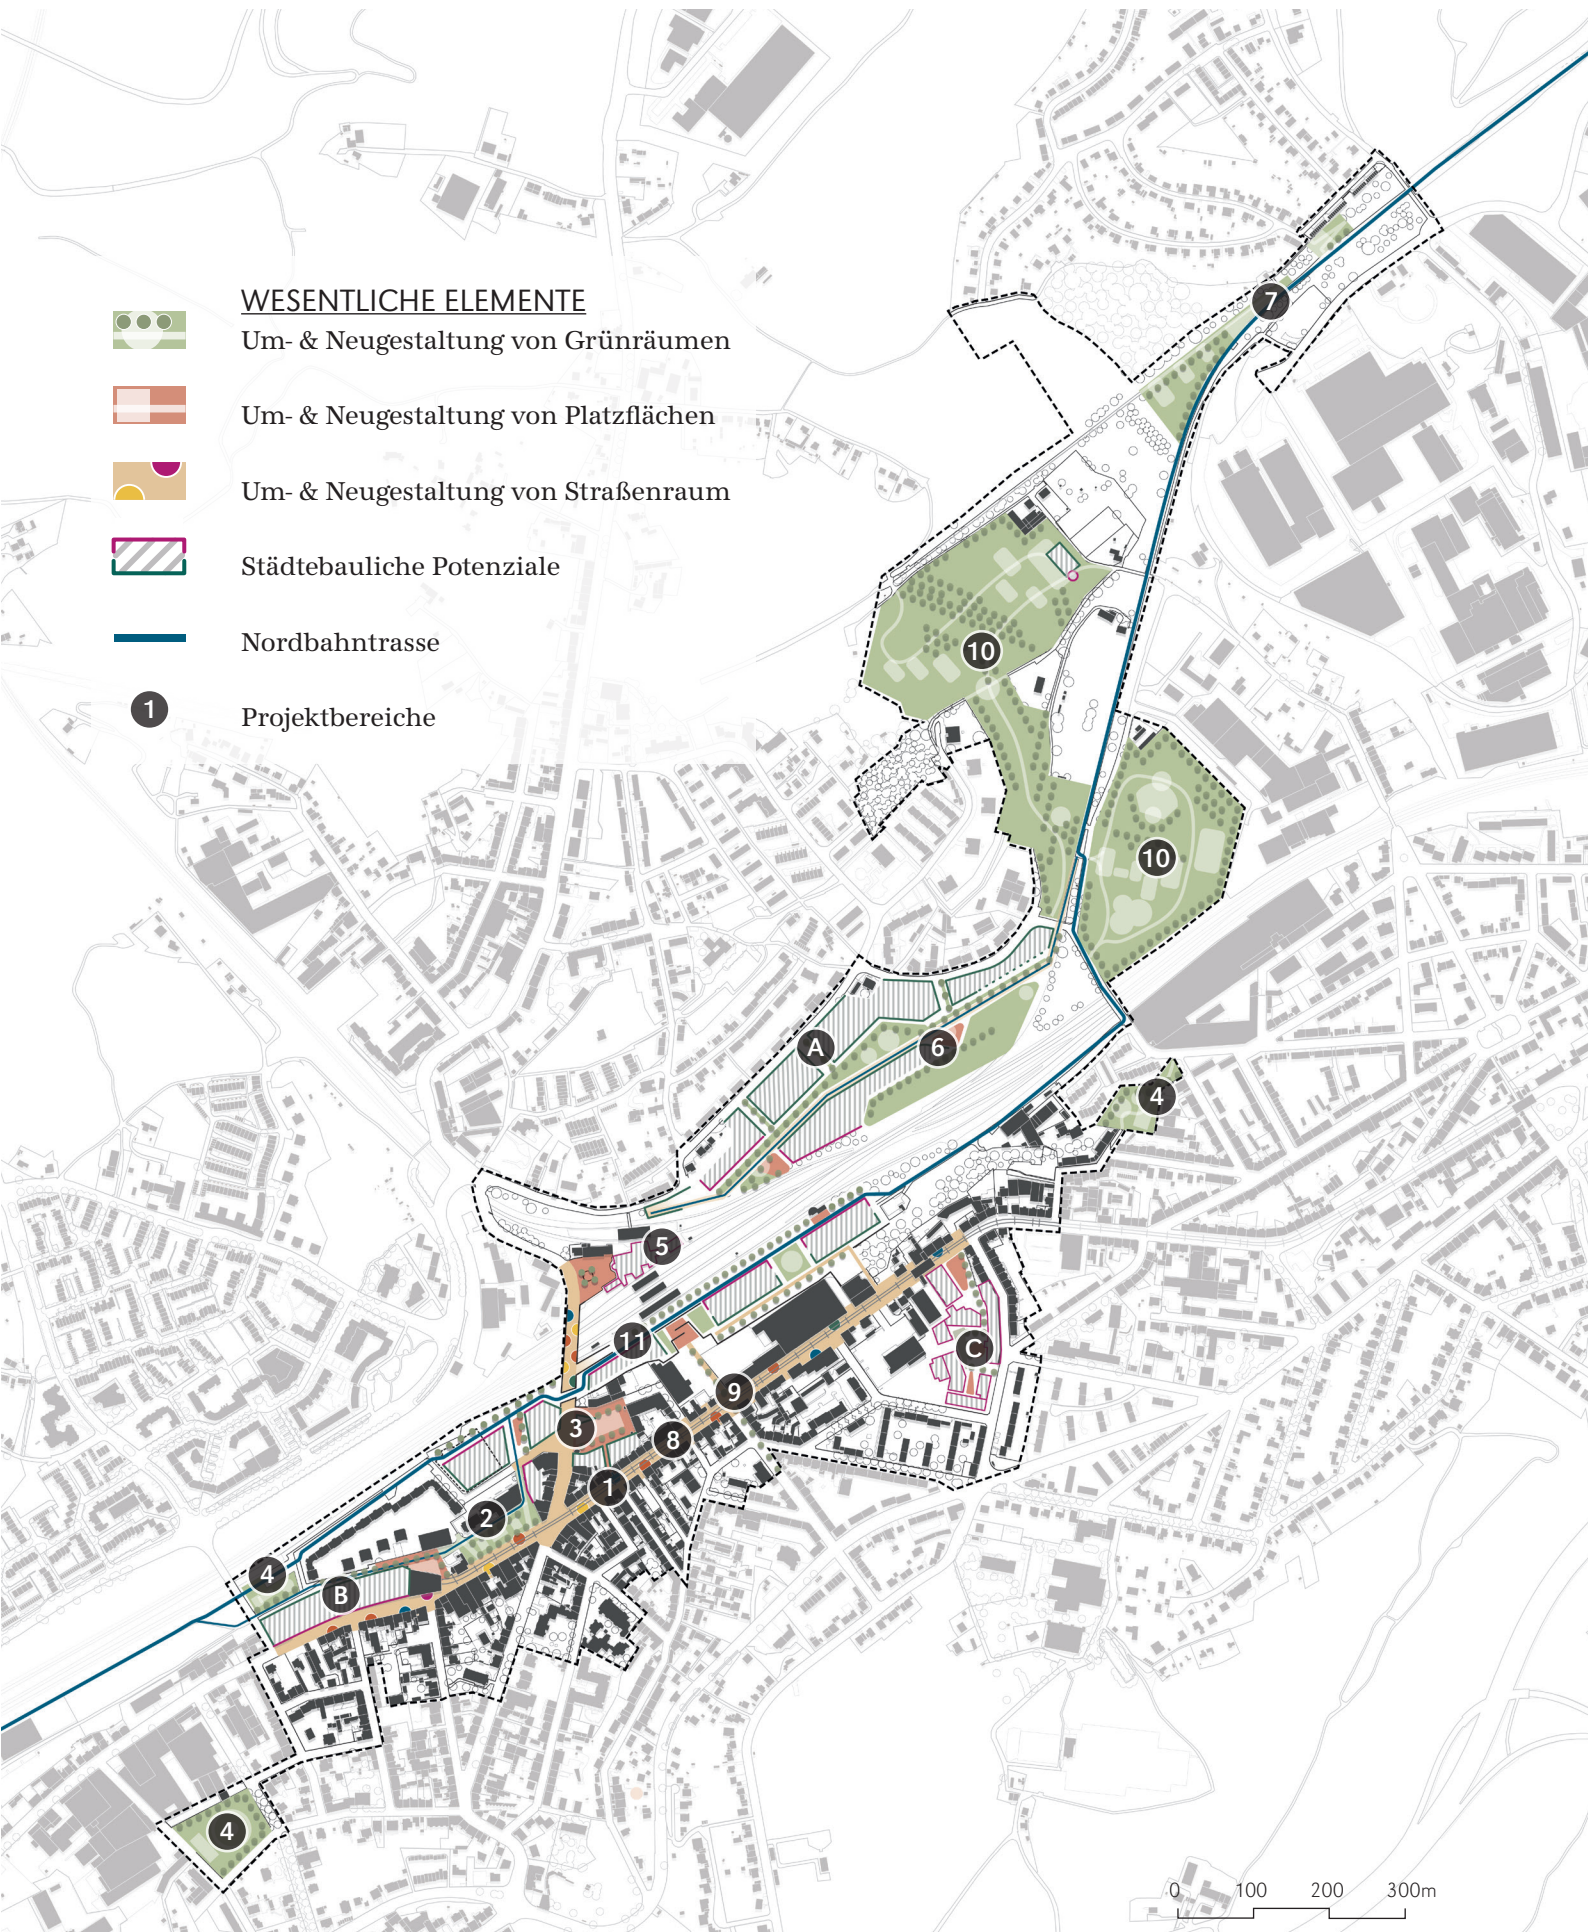 WESENTLICHE ELEMENTE
Um- & Neugestaltung von Grünräumen
Um- & Neugestaltung von Platzflächen
Um- & Neugestaltung von Straßenraum
Städtebauliche Potenziale
Nordbahntrasse
1 Projektbereiche
7
10
10
A
6
4
5
11
C
9
3
8
1
2
4
B
4
0 100 200 300m